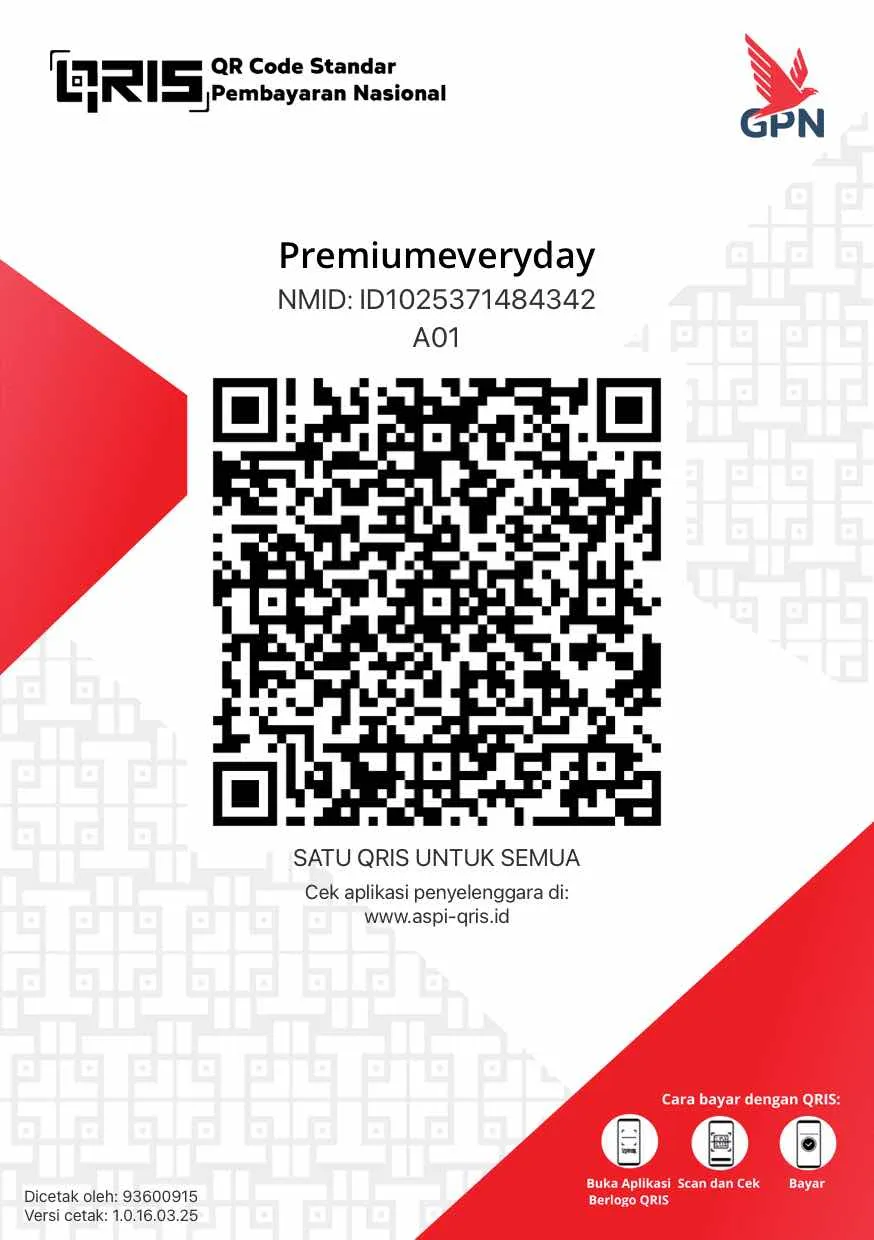 QRIS QR Code Standar
Pembayaran Nasional
GPN
Premiumeveryday
NMID: ID1025371484342
A01
SATU QRIS UNTUK SEMUA
Cek aplikasi penyelenggara di:
www.aspi-qris.id
Cara bayar dengan QRIS:
Buka Aplikasi
Berlogo QRIS
Scan dan Cek
Bayar
Dicetak oleh: 93600915
Versi cetak: 1.0.16.03.25